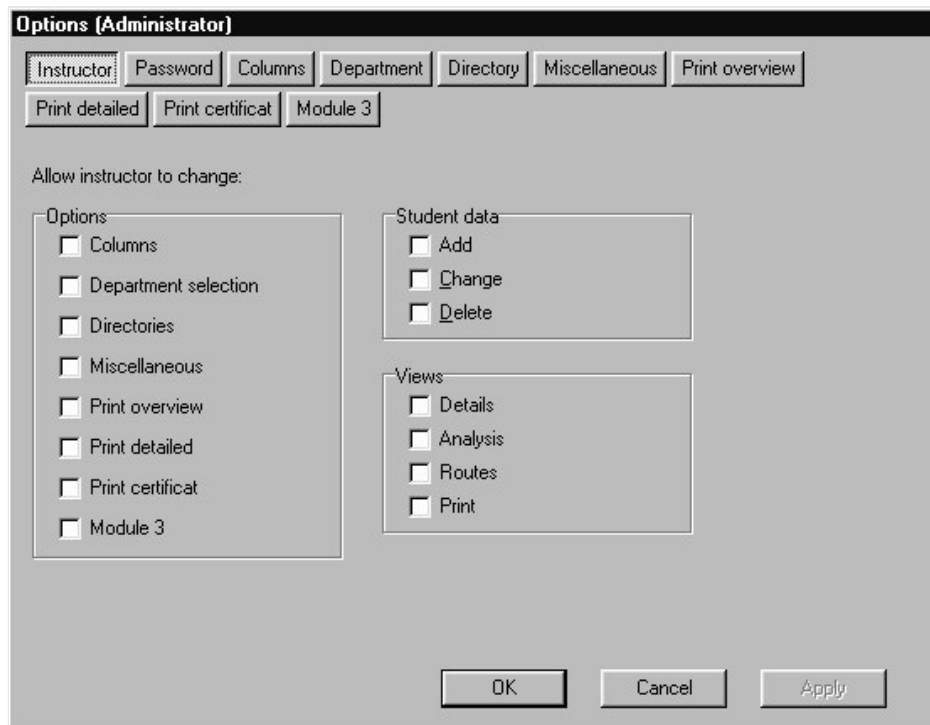 Options (Administrator)
Instructor Password Columns Department Directory Miscellaneous Print overview
Print detailed Print certificat Module 3
Allow instructor to change:
Options
Columns
Department selection
Directories
Miscellaneous
Print overview
Print detailed
Print certificat
Module 3
Student data
Add
Change
Delete
Views
Details
Analysis
Routes
Print
OK Cancel Apply